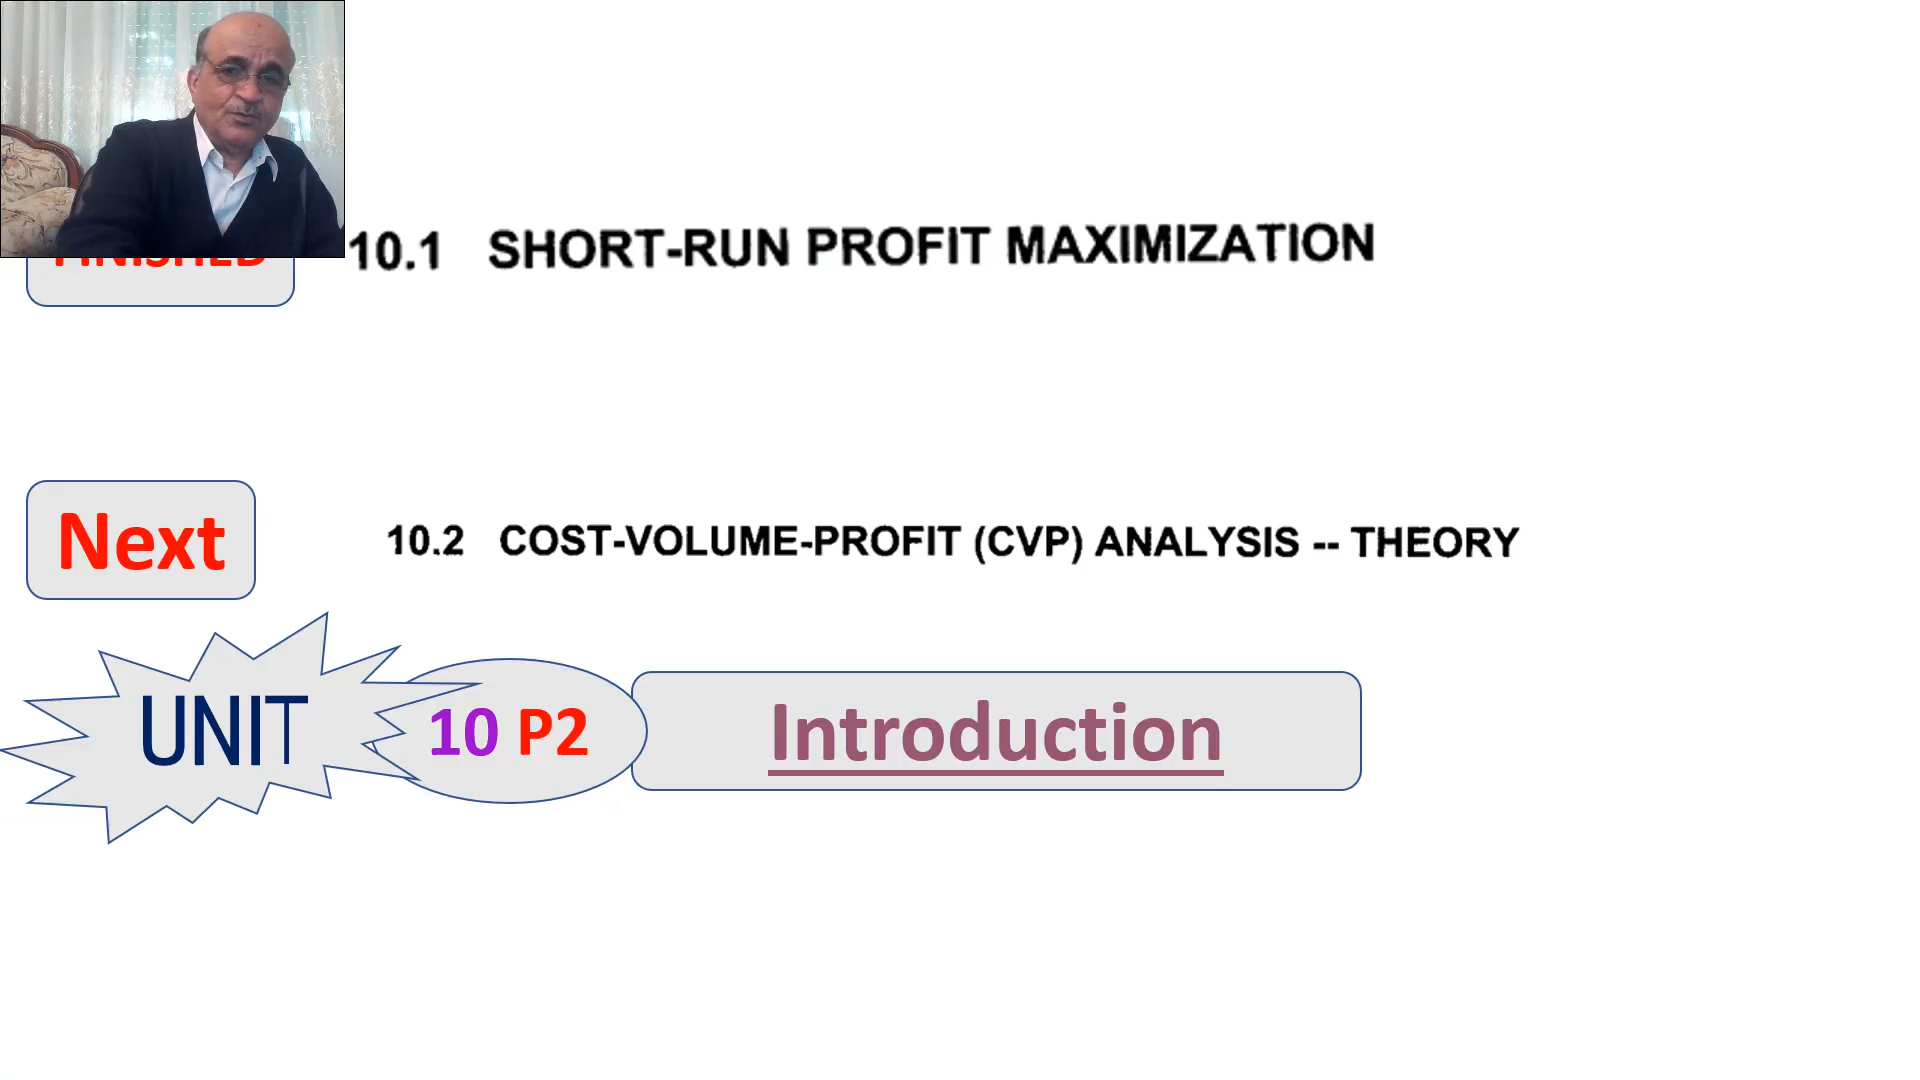 FINISHED 10.1 SHORT-RUN PROFIT MAXIMIZATION
Next 10.2 COST-VOLUME-PROFIT (CVP) ANALYSIS -- THEORY
UNIT 10 P2 Introduction